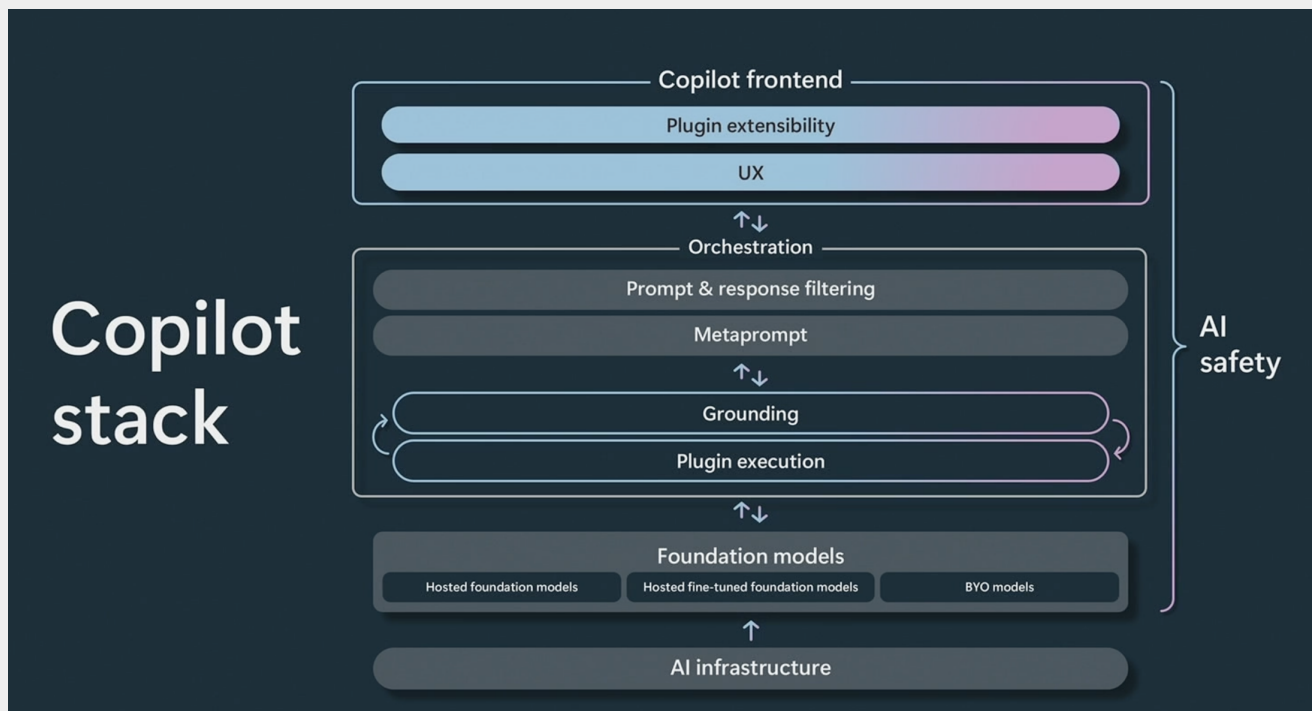 Copilot
stack
Copilot frontend
Plugin extensibility
UX
Orchestration
Prompt & response filtering
Metaprompt
Grounding
Plugin execution
Foundation models
Hosted foundation models
Hosted fine-tuned foundation models
BYO models
AI infrastructure
AI
safety